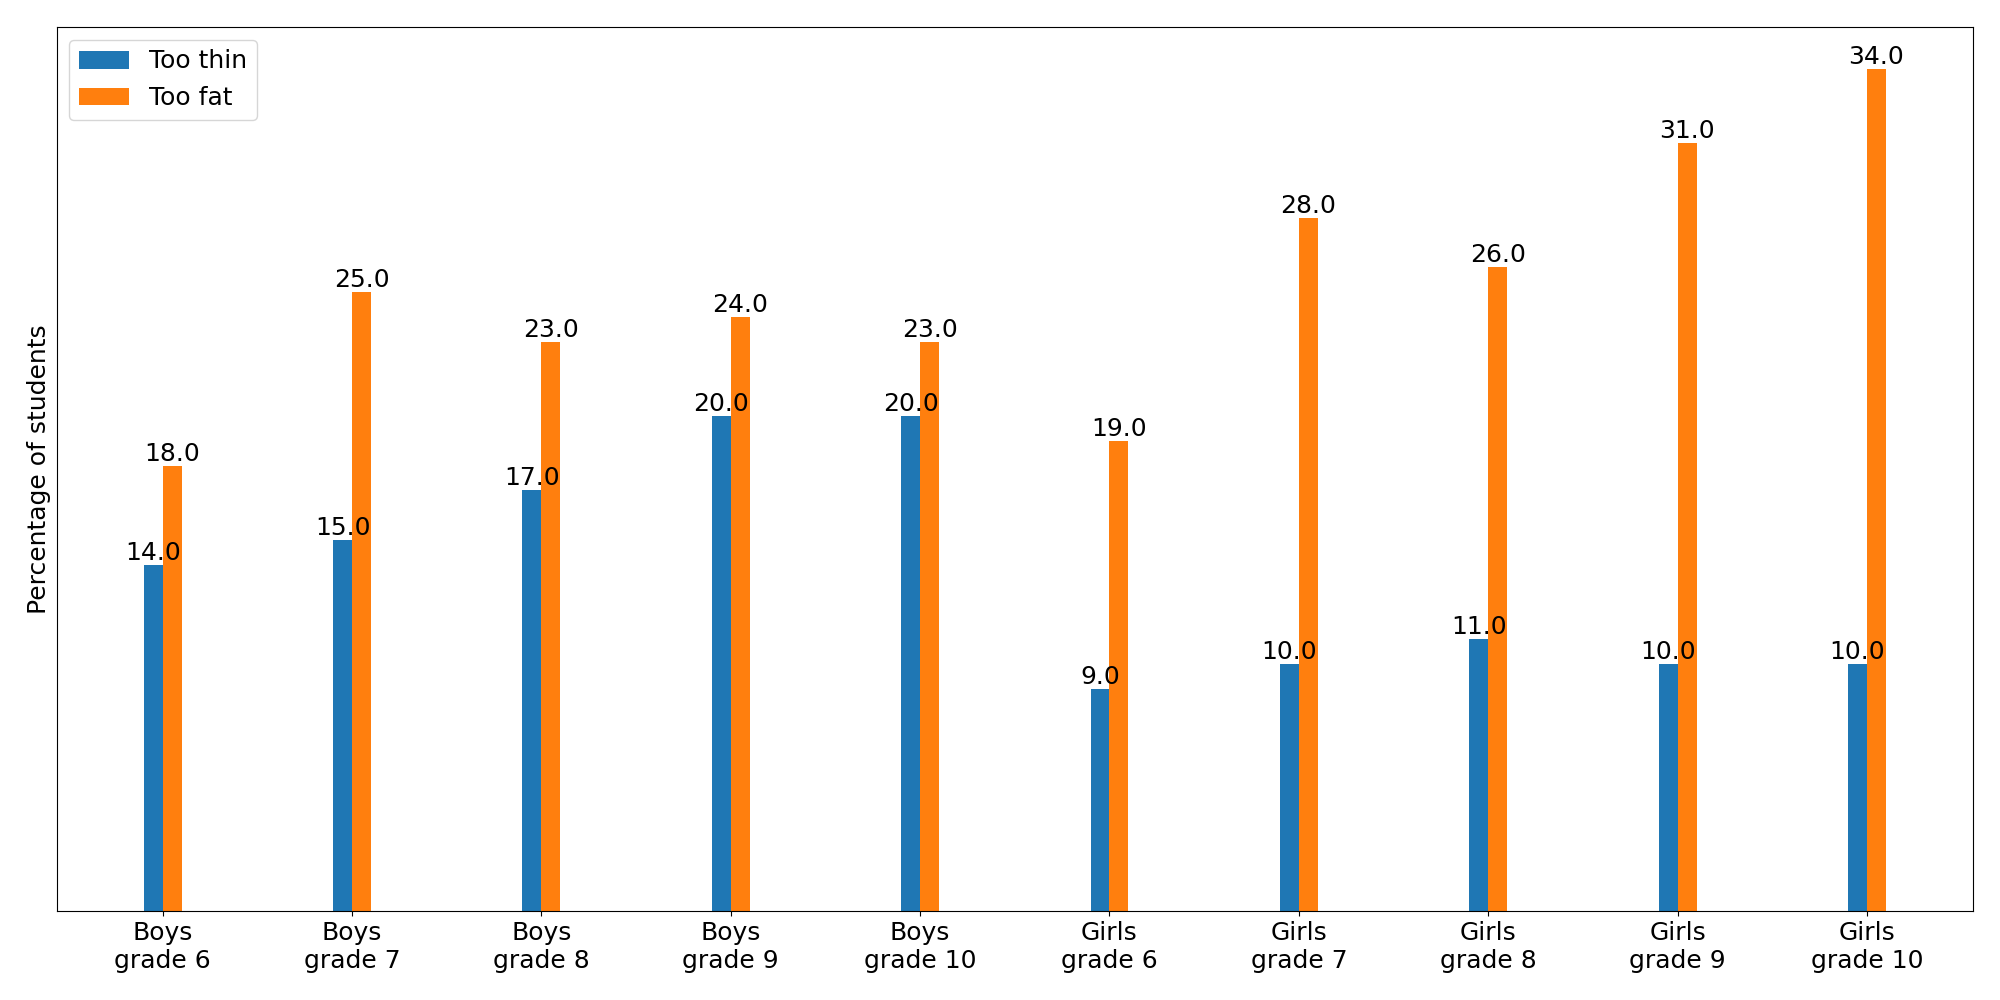 Too thin
Too fat
Percentage of students
14.0
18.0
15.0
25.0
17.0
23.0
20.0
24.0
20.0
23.0
9.0
19.0
10.0
28.0
11.0
26.0
10.0
31.0
10.0
34.0
Boys
grade 6
Boys
grade 7
Boys
grade 8
Boys
grade 9
Boys
grade 10
Girls
grade 6
Girls
grade 7
Girls
grade 8
Girls
grade 9
Girls
grade 10